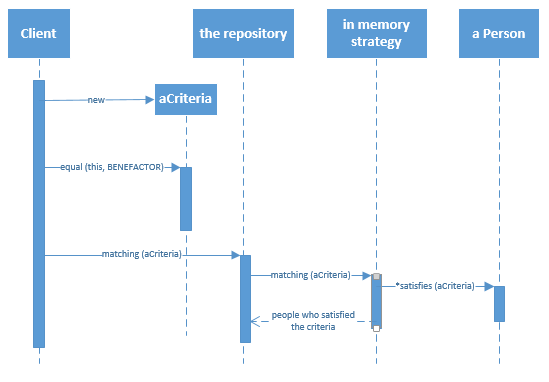 Client
the repository
in memory
strategy
a Person
new
aCriteria
equal (this, BENEFACTOR)
matching (aCriteria)
matching (aCriteria)
*satisfies (aCriteria)
people who satisfied
the criteria